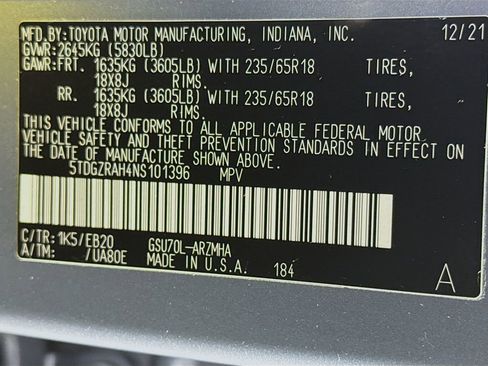 MFD.BY:TOYOTA MOTOR MANUFACTURING, INDIANA, INC. 12/21
GVWR:2645KG (5830LB)
GAWR:FRT. 1635KG (3605LB) WITH 235/65R18 TIRES,
18X8J RIMS.
RR. 1635KG (3605LB) WITH 235/65R18 TIRES,
18X8J RIMS.
THIS VEHICLE CONFORMS TO ALL APPLICABLE FEDERAL MOTOR
VEHICLE SAFETY AND THEFT PREVENTION STANDARDS IN EFFECT ON
THE DATE OF MANUFACTURE SHOWN ABOVE.
5TDGZRAH4NS101396 MPV
C/TR:1K5/EB20 GSU70L-ARZMHA
A/TM: /UA80E MADE IN U.S.A. 184 A